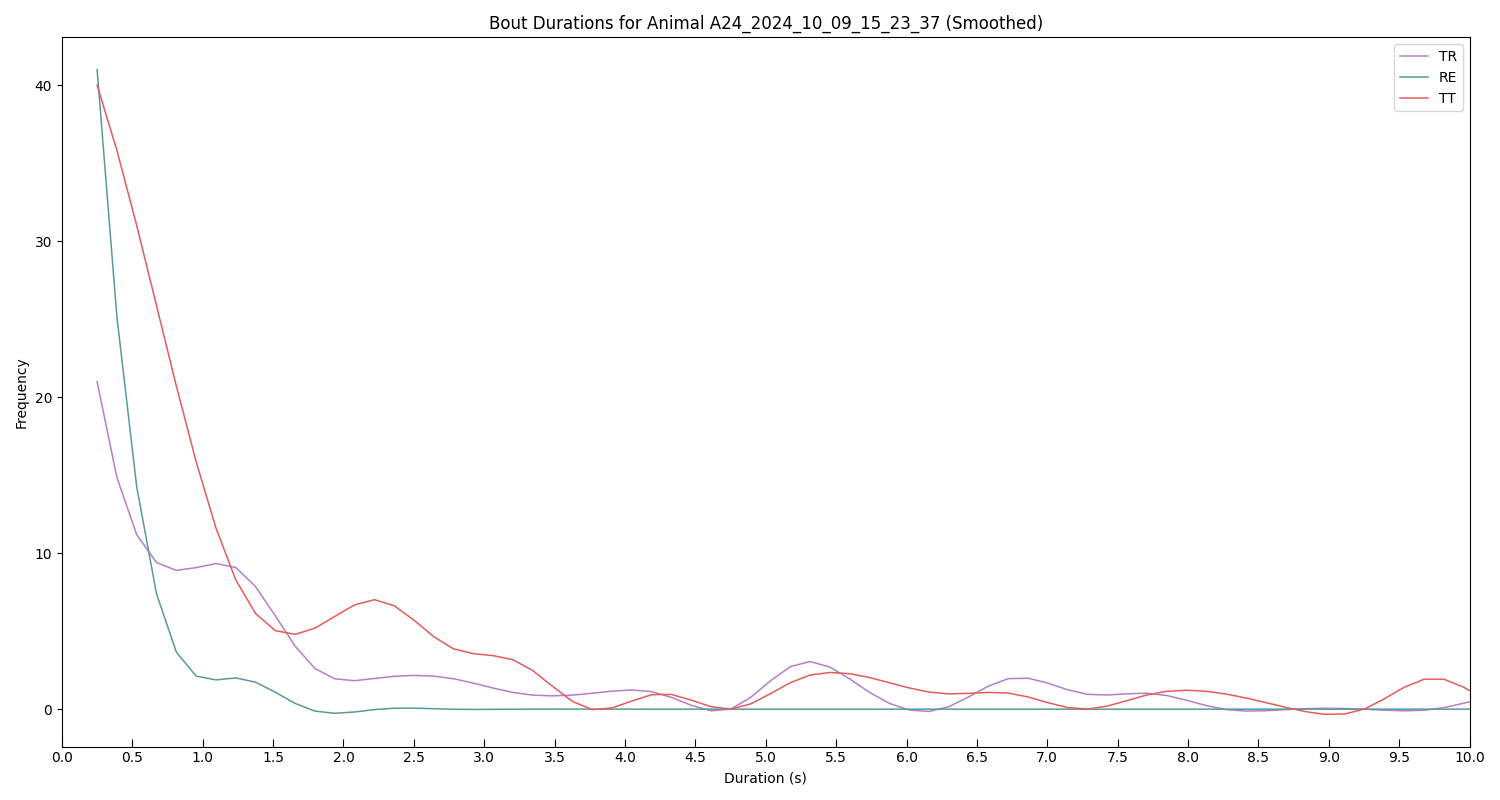 Bout Durations for Animal A24_2024_10_09_15_23_37 (Smoothed)
TR
RE
TT
40
30
20
10
0
Frequency
0.0 0.5 1.0 1.5 2.0 2.5 3.0 3.5 4.0 4.5 5.0 5.5 6.0 6.5 7.0 7.5 8.0 8.5 9.0 9.5 10.0
Duration (s)